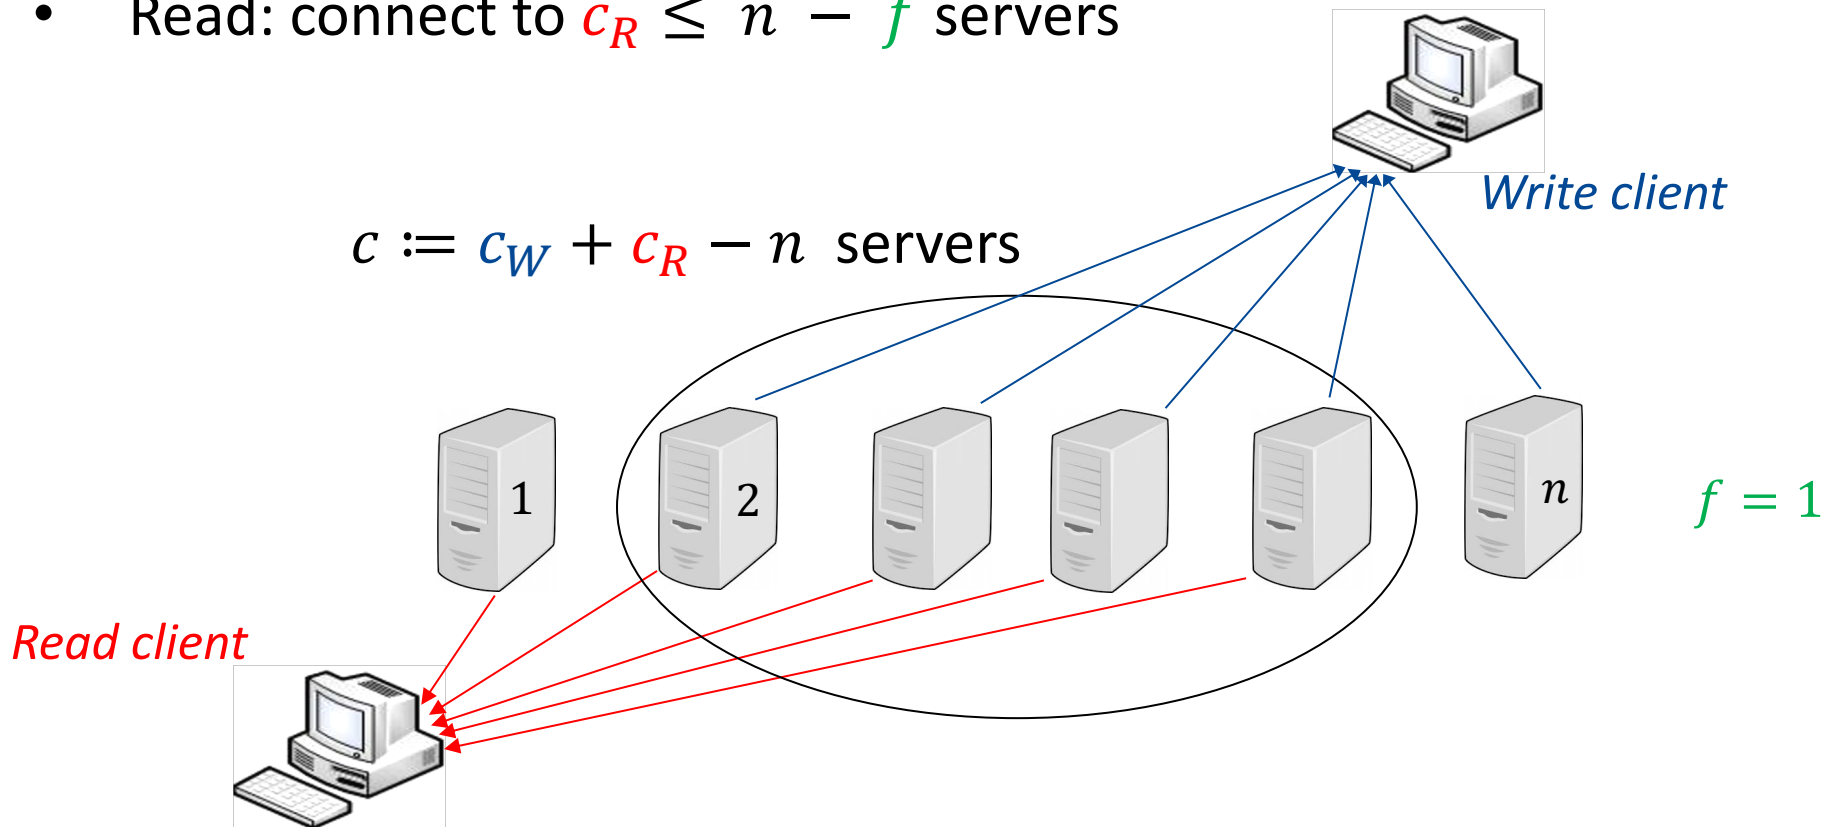 • Read: connect to c_R ≤ n − f servers
Write client
c ≔ c_W + c_R − n servers
1
2
n
f = 1
Read client